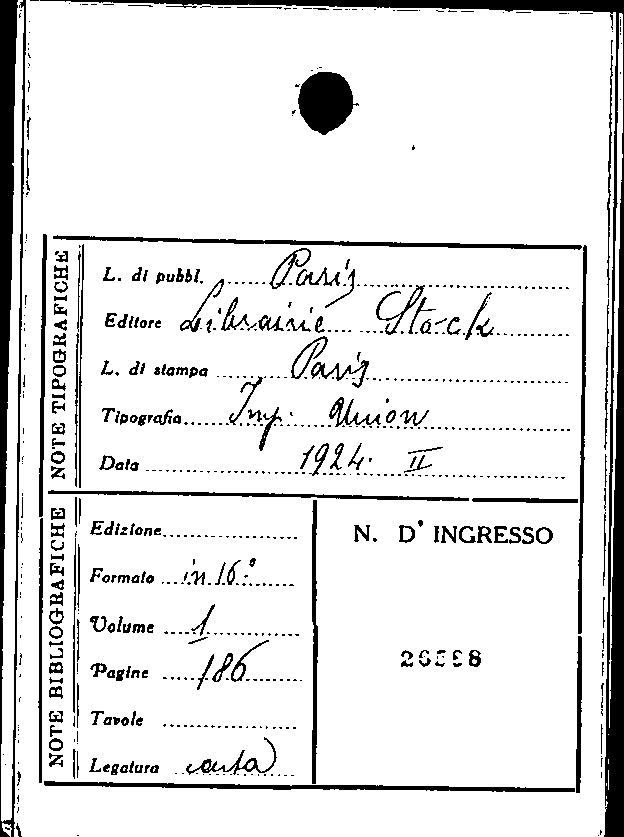 NOTE TIPOGRAFICHE
L. di pubbl. Paris
Editore Librairie Stock
L. di stampa Paris
Tipografia Imp. Union
Data 1924. II
NOTE BIBLIOGRAFICHE
Edizione
Formato in 16.°
Volume 1
Pagine 186
Tavole
Legatura carta
N. D' INGRESSO